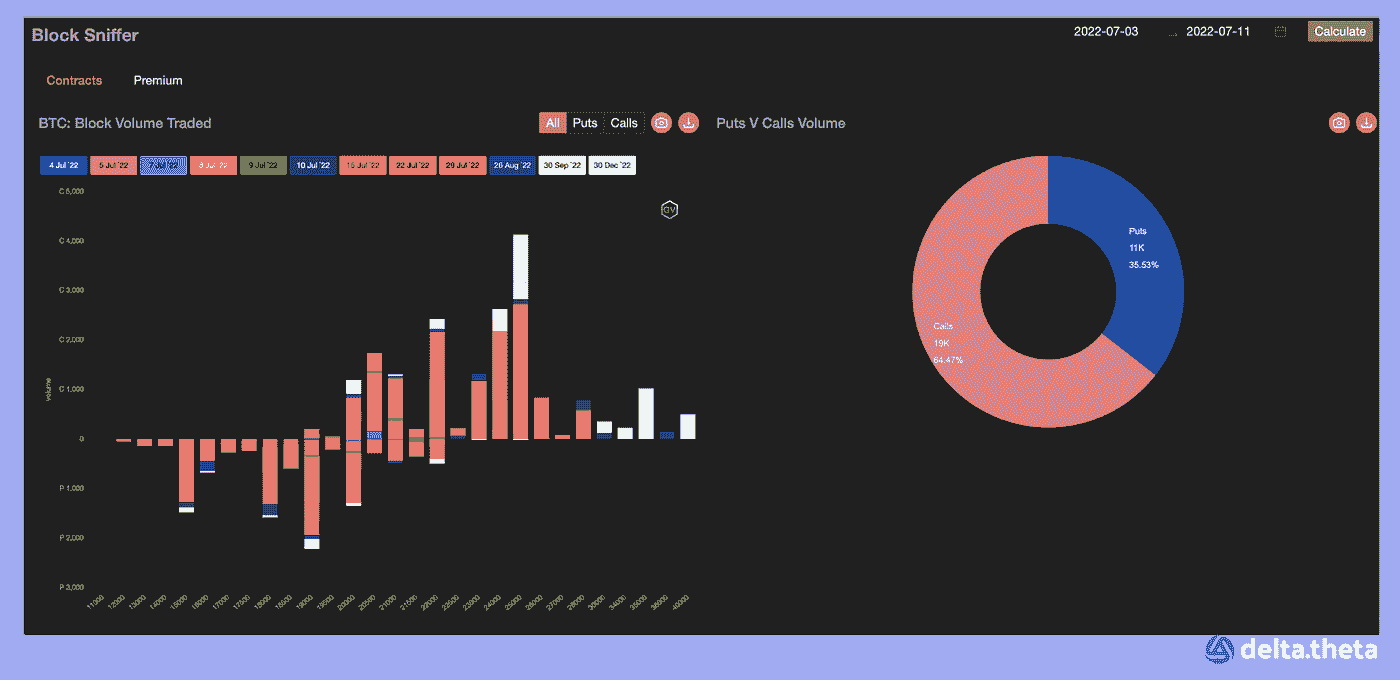 Block Sniffer
2022-07-03 → 2022-07-11 Calculate
Contracts Premium
BTC: Block Volume Traded
All Puts Calls
Puts V Calls Volume
4 Jul '22 5 Jul '22 7 Jul '22 8 Jul '22 9 Jul '22 10 Jul '22 15 Jul '22 22 Jul '22 29 Jul '22 26 Aug '22 30 Sep '22 30 Dec '22
C 5,000
C 4,000
C 3,000
C 2,000
C 1,000
0
P 1,000
P 2,000
P 3,000
volume
GV
11000 12000 13000 14000 15000 16000 17000 17500 18000 18500 19000 19500 20000 20500 21000 21500 22000 22500 23000 24000 25000 26000 27000 28000 30000 34000 35000 36000 40000
Puts
11K
35.53%
Calls
19K
64.47%
delta.theta